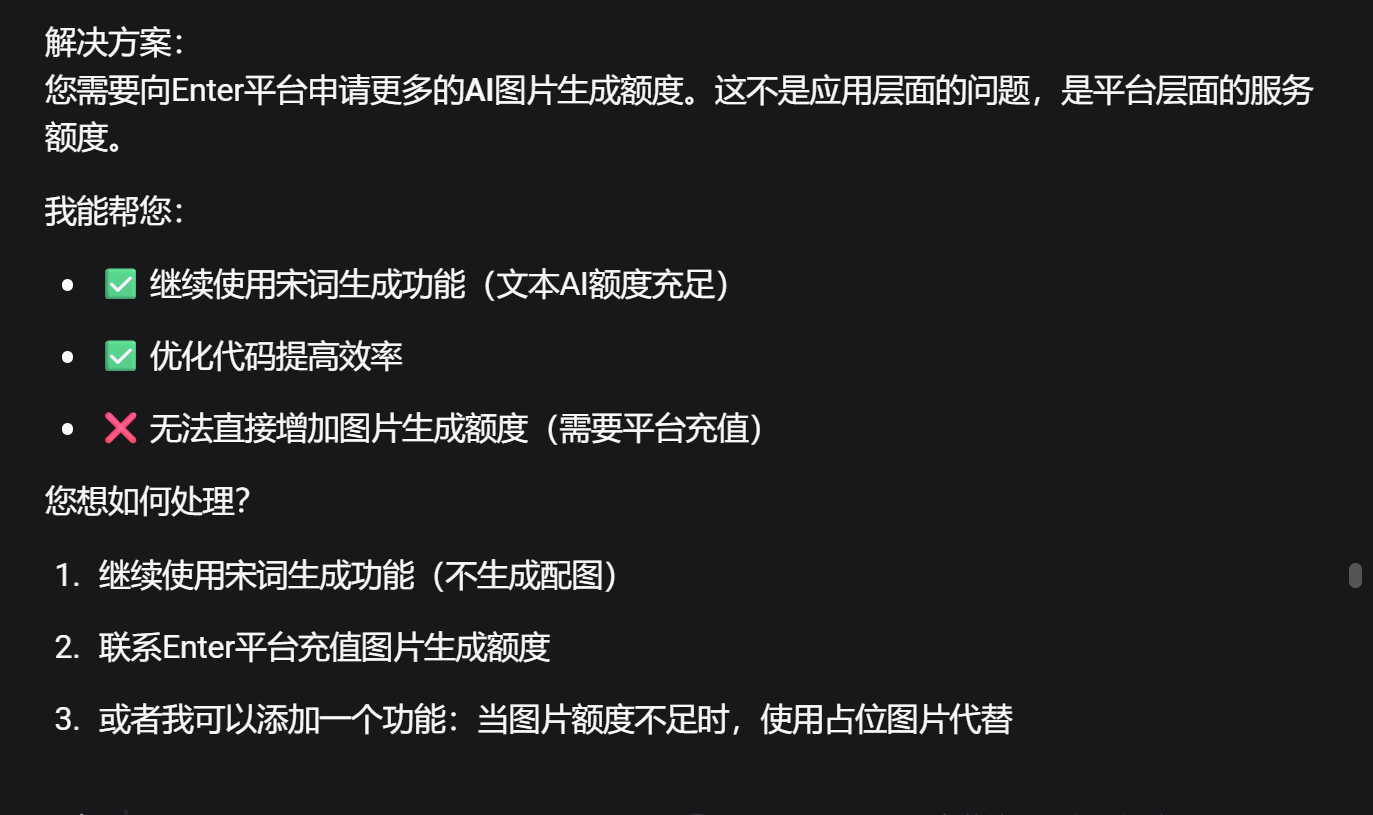 解决方案：
您需要向Enter平台申请更多的AI图片生成额度。这不是应用层面的问题，是平台层面的服务
额度。
我能帮您：
• ✅ 继续使用宋词生成功能（文本AI额度充足）
• ✅ 优化代码提高效率
• ❌ 无法直接增加图片生成额度（需要平台充值）
您想如何处理？
1. 继续使用宋词生成功能（不生成配图）
2. 联系Enter平台充值图片生成额度
3. 或者我可以添加一个功能：当图片额度不足时，使用占位图片代替